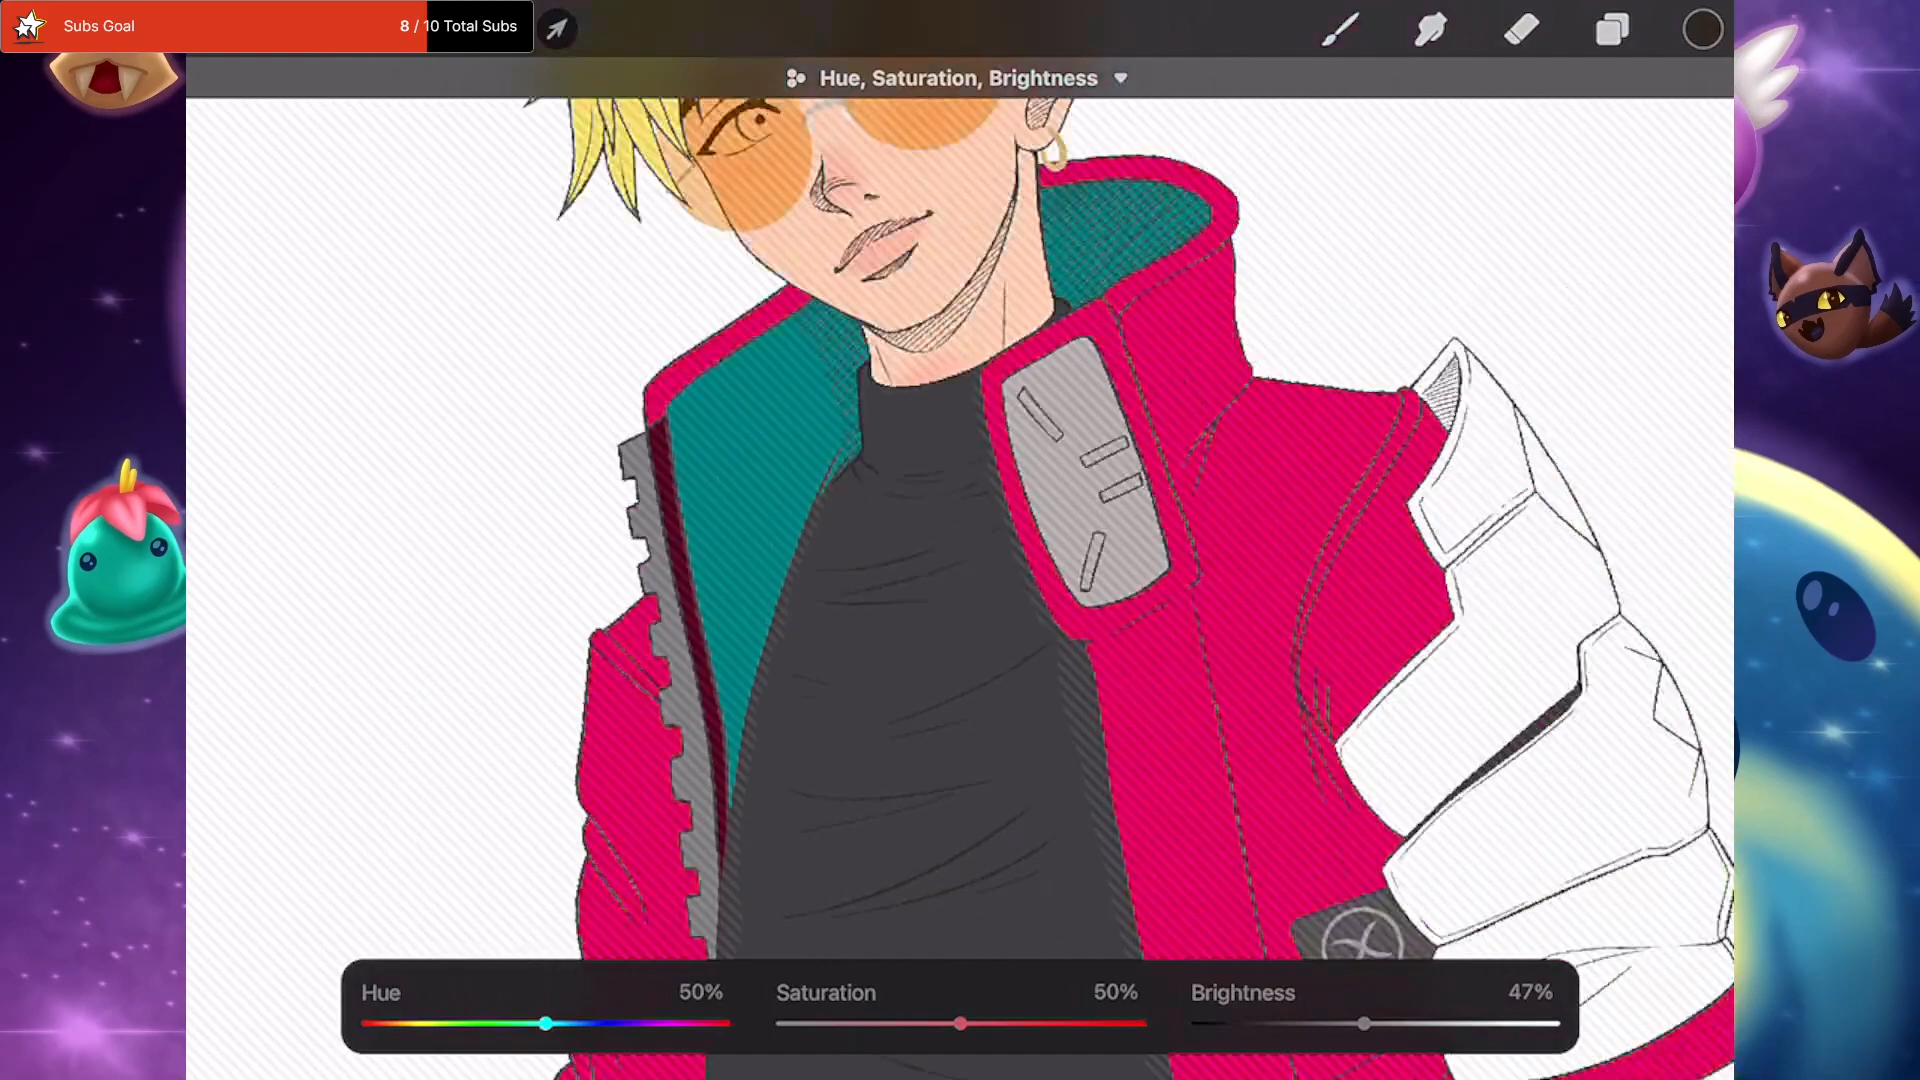 Subs Goal
8 / 10 Total Subs
Hue, Saturation, Brightness
Hue 50%
Saturation 50%
Brightness 47%